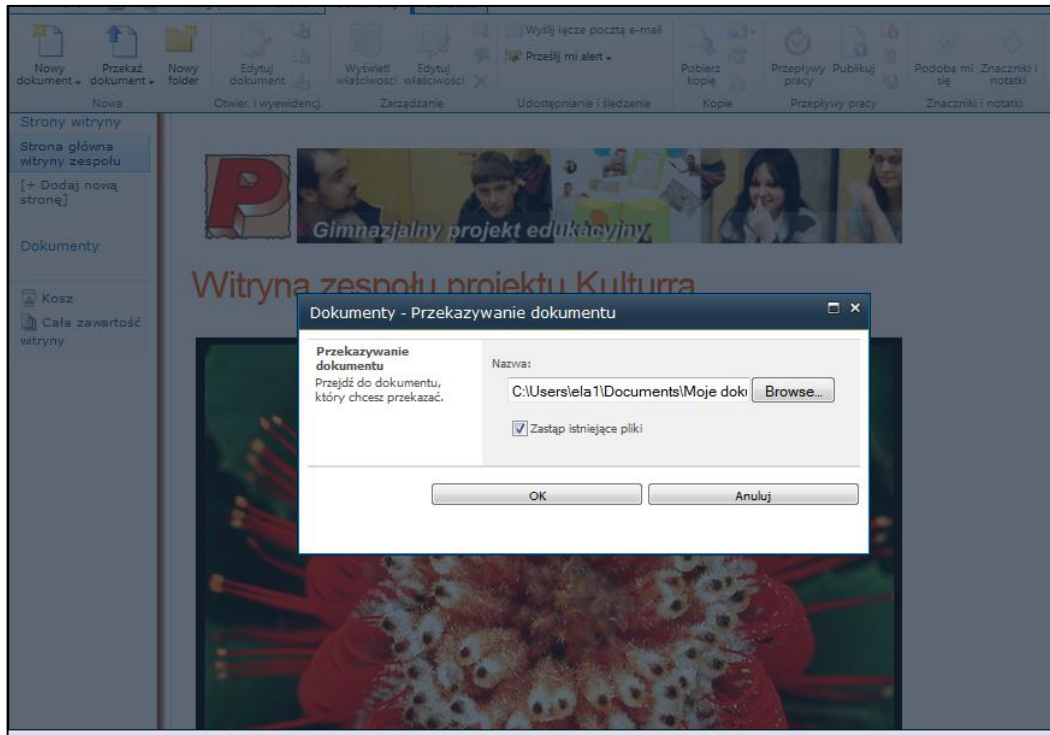 Nowy
dokument
Przekaż
dokument
Nowy
folder
Nowa
Edytuj
dokument
Otwier. i wyewidencj.
Wyświetl
właściwości
Edytuj
właściwości
Zarządzanie
Wyślij łącze pocztą e-mail
Prześlij mi alert
Udostępnianie i śledzenie
Pobierz
kopię
Kopie
Przepływy
pracy
Publikuj
Przepływy pracy
Podoba mi
się
Znaczniki i
notatki
Znaczniki i notatki
Strony witryny
Strona główna
witryny zespołu
[+ Dodaj nową
stronę]
Dokumenty
Kosz
Cała zawartość
witryny
P
Gimnazjalny projekt edukacyjny
Witryna zespołu projektu Kulturra
Dokumenty - Przekazywanie dokumentu
Przekazywanie
dokumentu
Przejdź do dokumentu,
który chcesz przekazać.
Nazwa:
C:\Users\ela1\Documents\Moje doku
Browse...
Zastąp istniejące pliki
OK
Anuluj